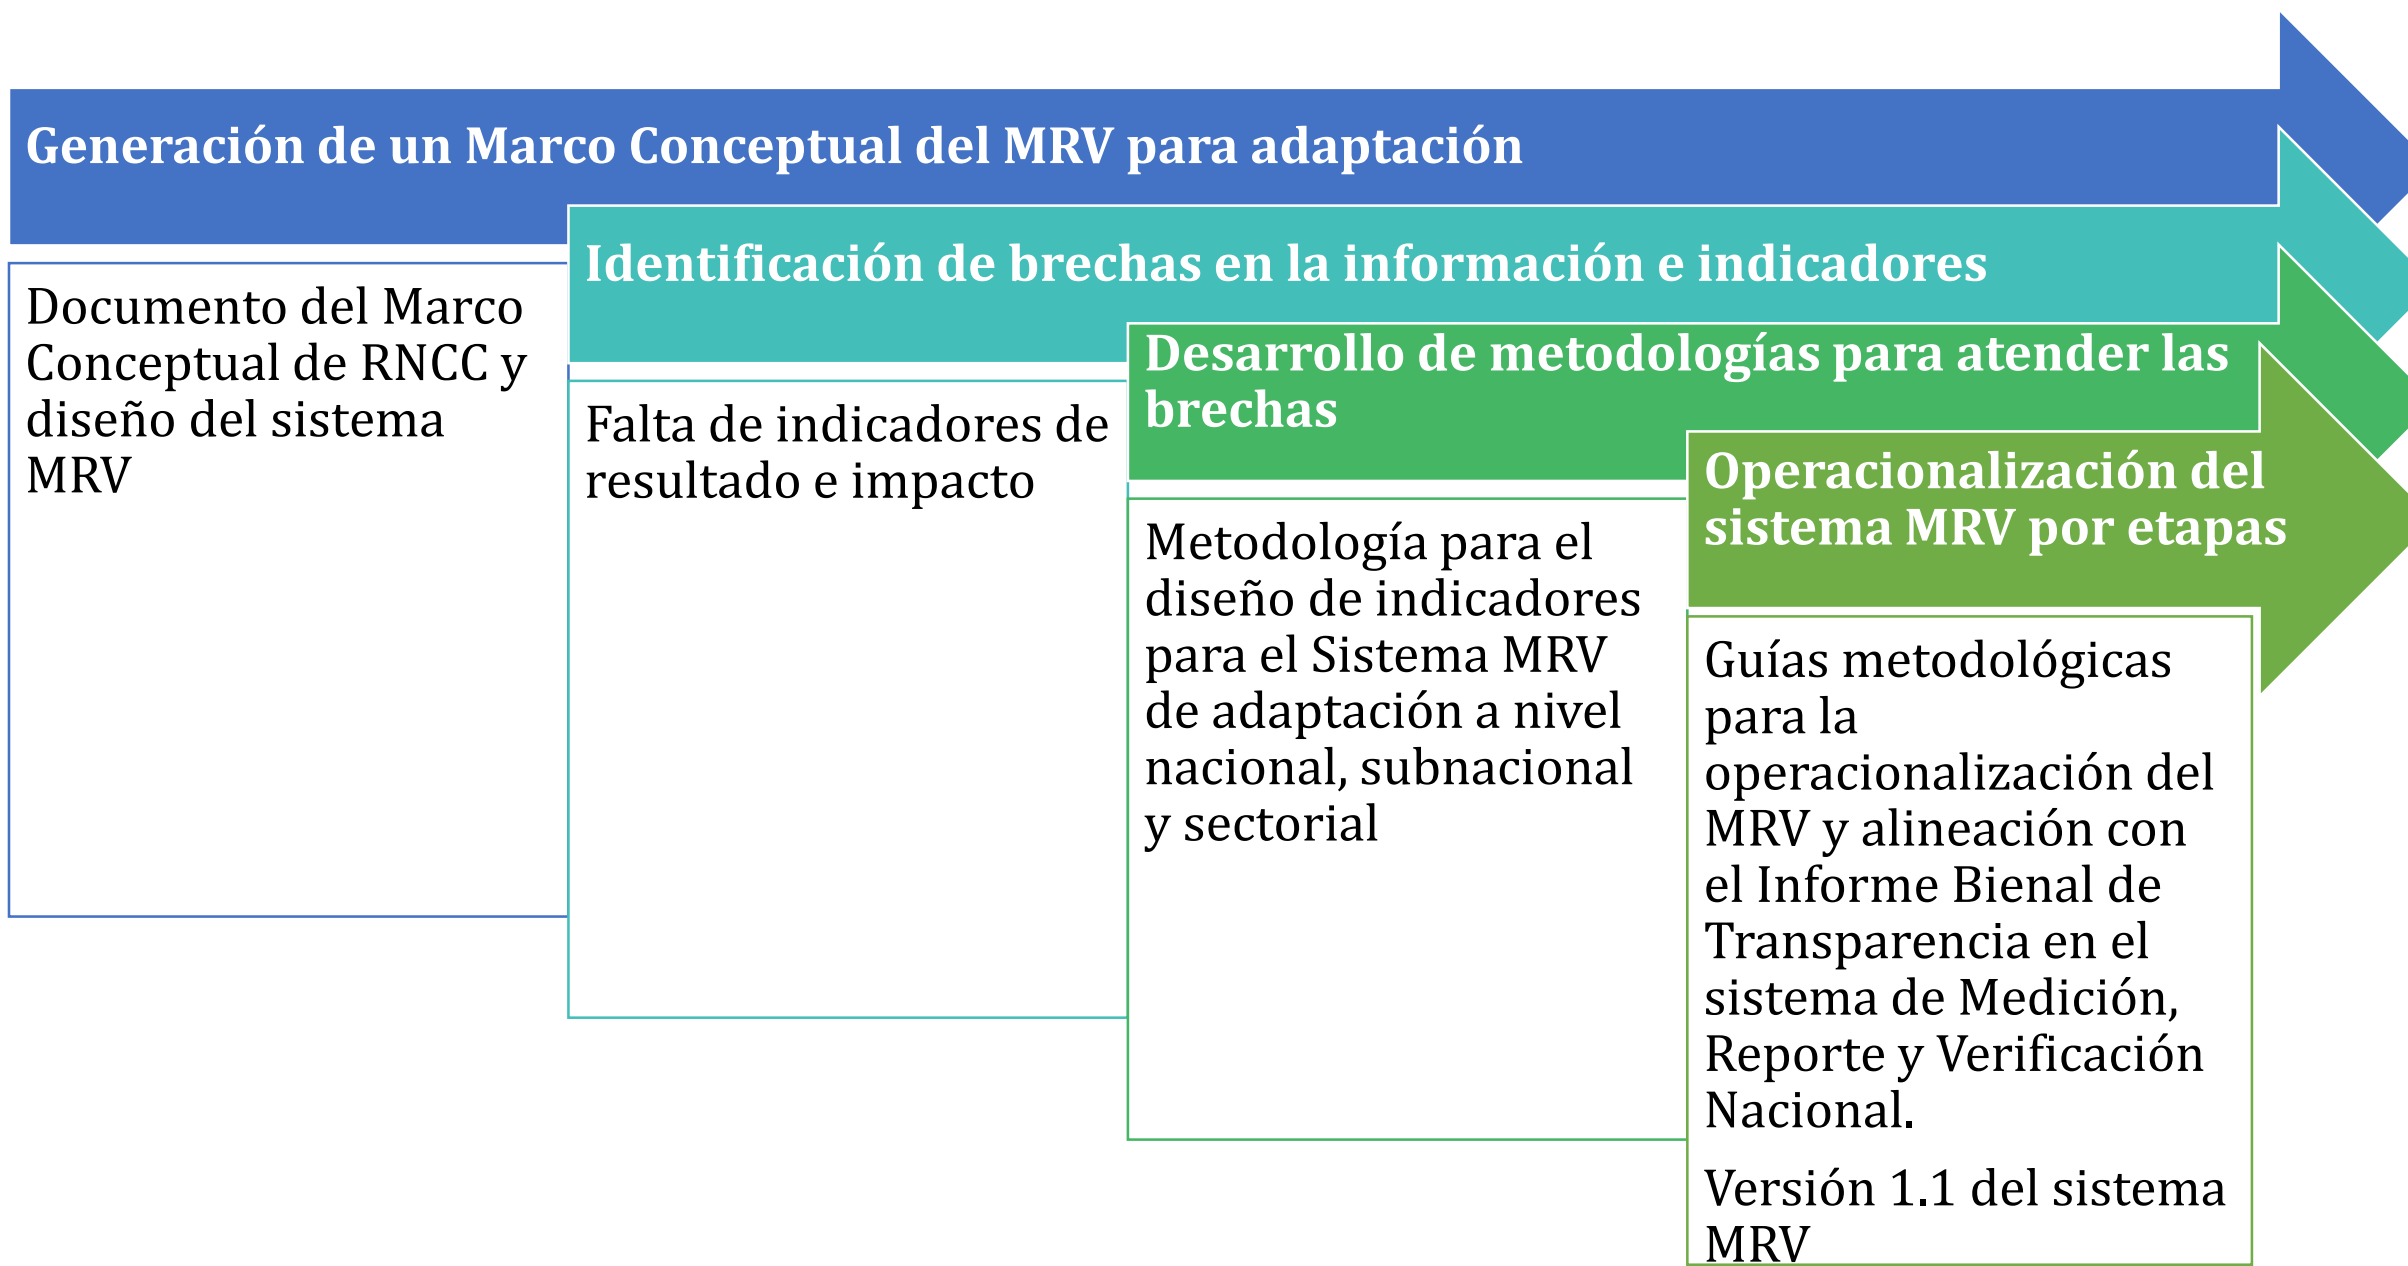 Generación de un Marco Conceptual del MRV para adaptación
Documento del Marco
Conceptual de RNCC y
diseño del sistema
MRV
Identificación de brechas en la información e indicadores
Falta de indicadores de
resultado e impacto
Desarrollo de metodologías para atender las
brechas
Metodología para el
diseño de indicadores
para el Sistema MRV
de adaptación a nivel
nacional, subnacional
y sectorial
Operacionalización del
sistema MRV por etapas
Guías metodológicas
para la
operacionalización del
MRV y alineación con
el Informe Bienal de
Transparencia en el
sistema de Medición,
Reporte y Verificación
Nacional.
Versión 1.1 del sistema
MRV